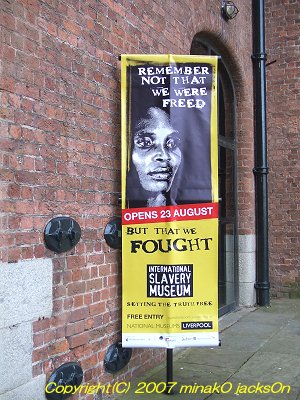 REMEMBER
NOT THAT
WE WERE
FREED
OPENS 23 AUGUST
BUT THAT WE
FOUGHT
INTERNATIONAL
SLAVERY
MUSEUM
SETTING THE TRUTH FREE
FREE ENTRY
NATIONAL MUSEUMS LIVERPOOL
Copyright (C) 2007 minakO jacksOn